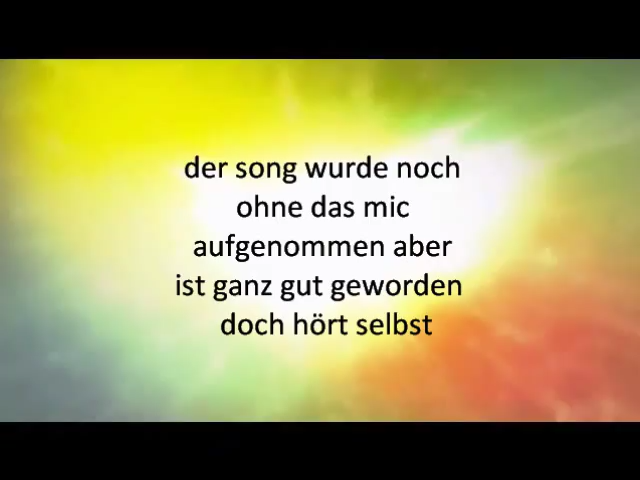 der song wurde noch
ohne das mic
aufgenommen aber
ist ganz gut geworden
doch hört selbst